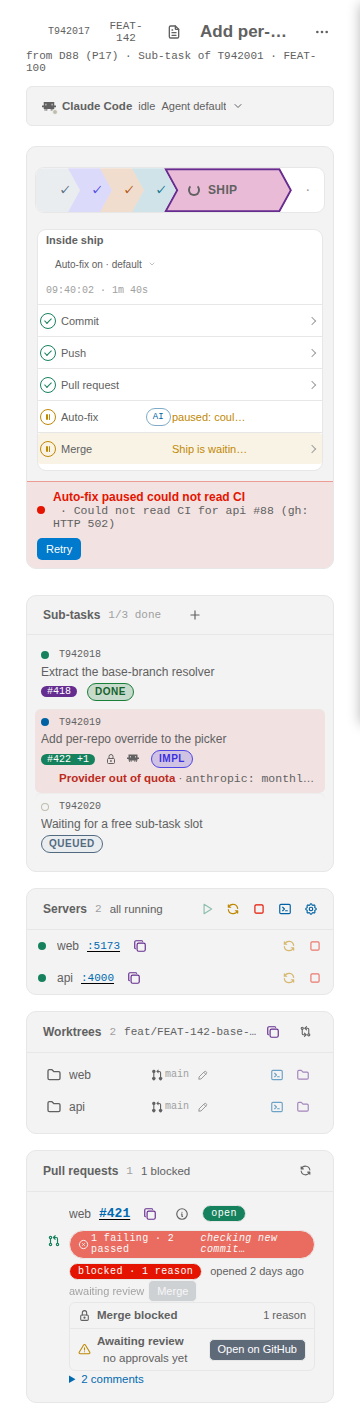 T942017 FEAT-142 Add per-…
from D88 (P17) · Sub-task of T942001 · FEAT-
100
Claude Code idle Agent default
SHIP
Inside ship
Auto-fix on · default
09:40:02 · 1m 40s
Commit
Push
Pull request
Auto-fix AI paused: coul…
Merge Ship is waitin…
Auto-fix paused could not read CI
· Could not read CI for api #88 (gh:
HTTP 502)
Retry
Sub-tasks 1/3 done
T942018
Extract the base-branch resolver
#418 DONE
T942019
Add per-repo override to the picker
#422 +1 IMPL
Provider out of quota · anthropic: monthl…
T942020
Waiting for a free sub-task slot
QUEUED
Servers 2 all running
web :5173
api :4000
Worktrees 2 feat/FEAT-142-base-…
web main
api main
Pull requests 1 1 blocked
web #421 open
1 failing · 2 passed checking new commit…
blocked · 1 reason opened 2 days ago
awaiting review Merge
Merge blocked 1 reason
Awaiting review
no approvals yet Open on GitHub
2 comments